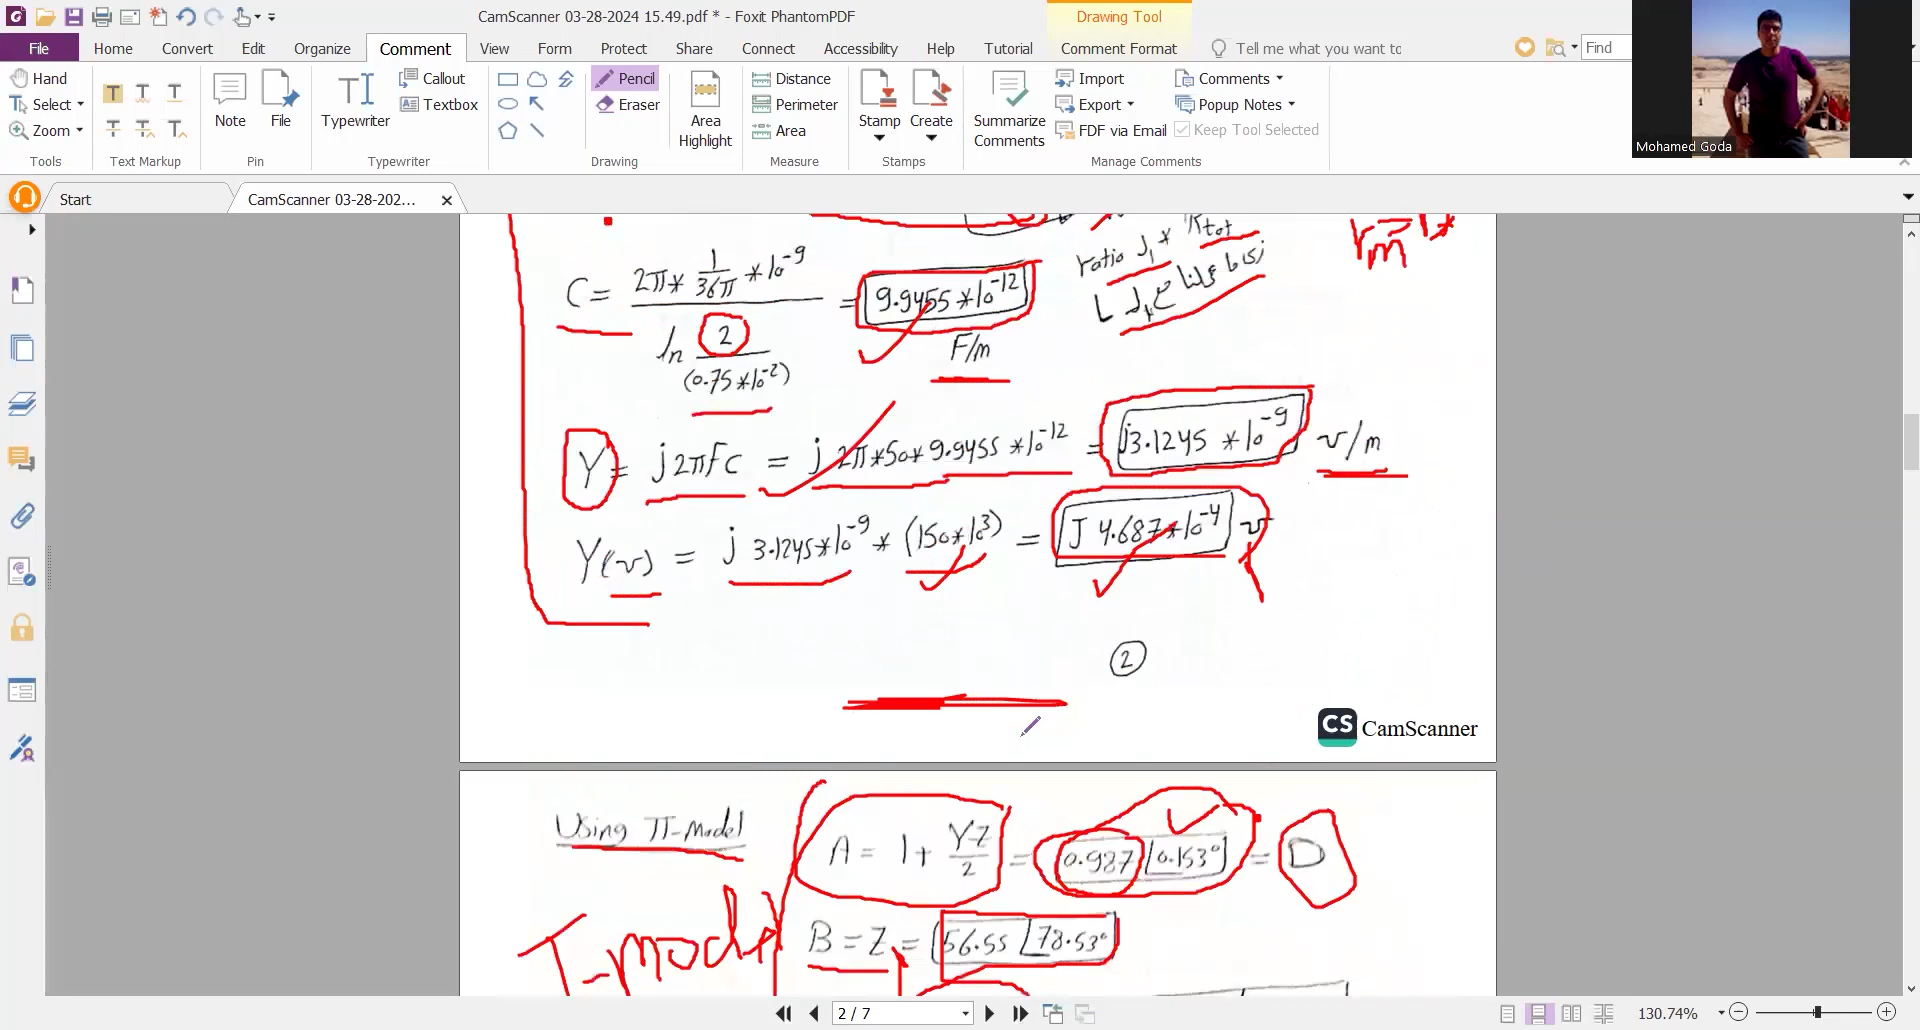 CamScanner 03-28-2024 15.49.pdf * - Foxit PhantomPDF
Drawing Tool
File Home Convert Edit Organize Comment View Form Protect Share Connect Accessibility Help Tutorial Comment Format Tell me what you want to Find
Hand
Select
Zoom
Tools
Text Markup
Note
File
Pin
Typewriter
Callout
Textbox
Typewriter
Pencil
Eraser
Area Highlight
Drawing
Distance
Perimeter
Area
Measure
Stamp
Create
Stamps
Summarize Comments
Import
Export
FDF via Email
Comments
Popup Notes
Keep Tool Selected
Manage Comments
Mohamed Goda
Start
CamScanner 03-28-202...
C = 2π * 1/36π * 10^-9 / ln 2/(0.75*10^-2) = 9.9455 * 10^-12 F/m
Y = j2πfc = j 2π*50*9.9455*10^-12 = j3.1245 * 10^-9 ʊ/m
Y(ʊ) = j 3.1245*10^-9 * (150*10^3) = J 4.687*10^-4 ʊ
2
CS CamScanner
Using π-Model
A = 1 + YZ/2 = 0.987 ∠0.153° = D
T-model
B = Z = 56.55 ∠78.53°
2 / 7
130.74%